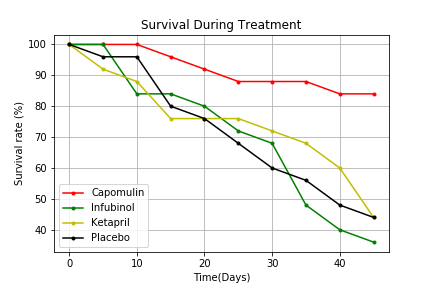 Survival During Treatment
Survival rate (%)
100
90
80
70
60
50
40
Capomulin
Infubinol
Ketapril
Placebo
0
10
20
30
40
Time(Days)